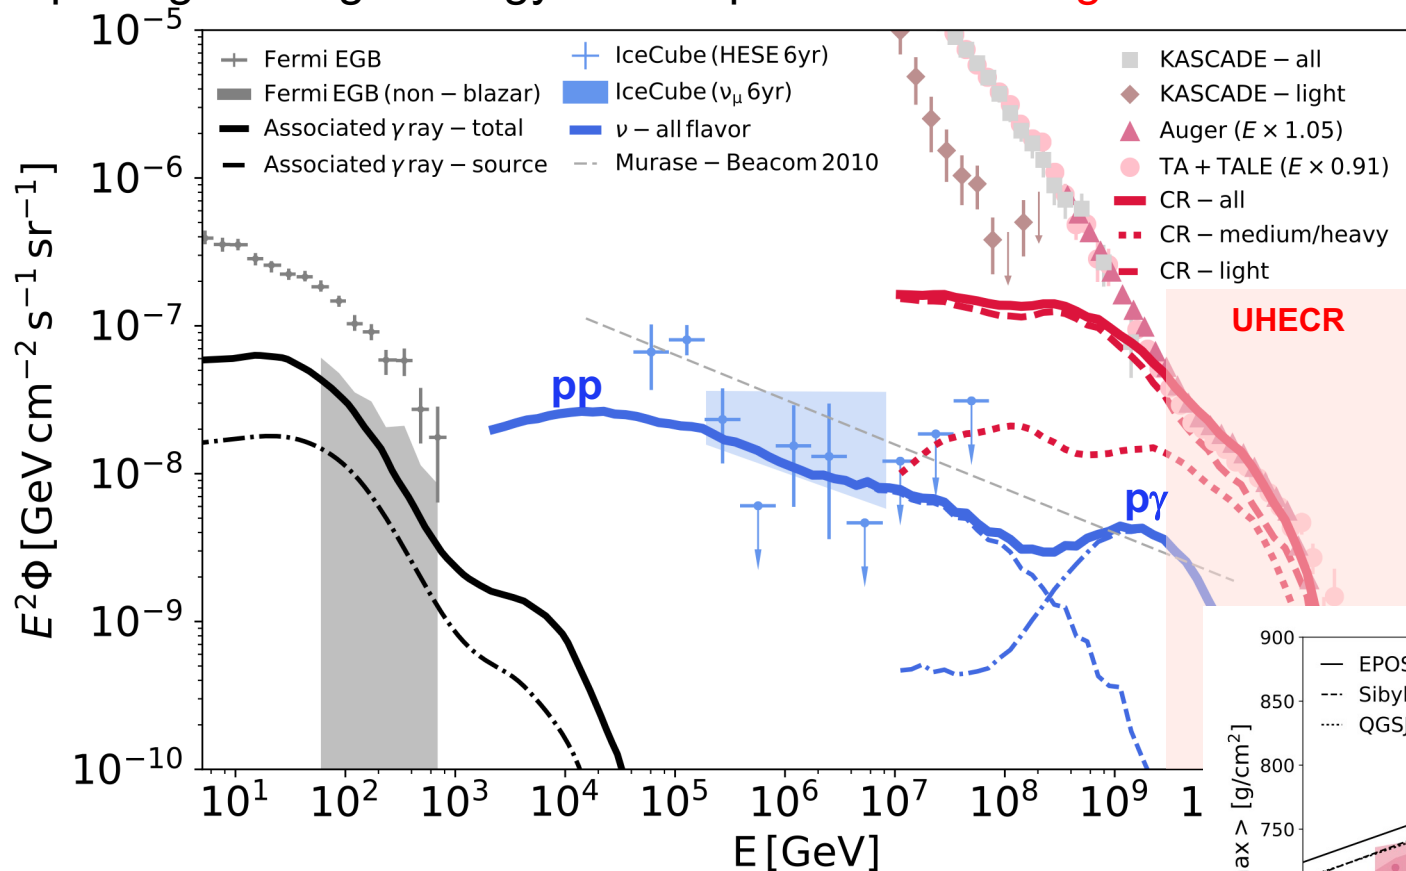 10⁻⁵
10⁻⁶
10⁻⁷
10⁻⁸
10⁻⁹
10⁻¹⁰
E²Φ [GeV cm⁻² s⁻¹ sr⁻¹]
Fermi EGB
Fermi EGB (non − blazar)
Associated γ ray − total
Associated γ ray − source
IceCube (HESE 6yr)
IceCube (νμ 6yr)
ν − all flavor
Murase − Beacom 2010
KASCADE − all
KASCADE − light
Auger (E × 1.05)
TA + TALE (E × 0.91)
CR − all
CR − medium/heavy
CR − light
UHECR
pp
pγ
10¹ 10² 10³ 10⁴ 10⁵ 10⁶ 10⁷ 10⁸ 10⁹ 1
E [GeV]
900
850
800
750
ax > [g/cm²]
EPOS
Sibyl
QGSJ